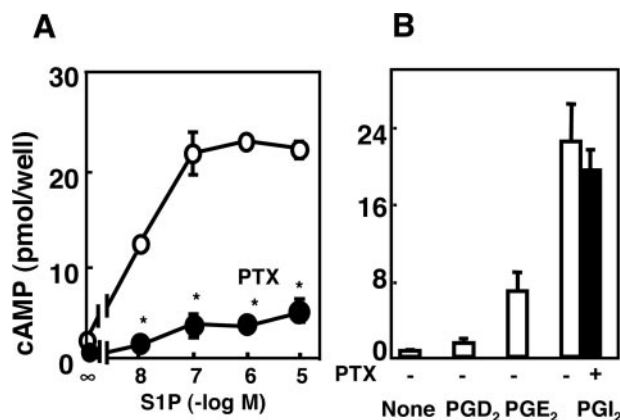 A
cAMP (pmol/well)
30
20
10
0
PTX
*
*
*
*
∞
8
7
6
5
S1P (-log M)
B
24
16
8
0
PTX - - - - +
None PGD₂ PGE₂ PGI₂